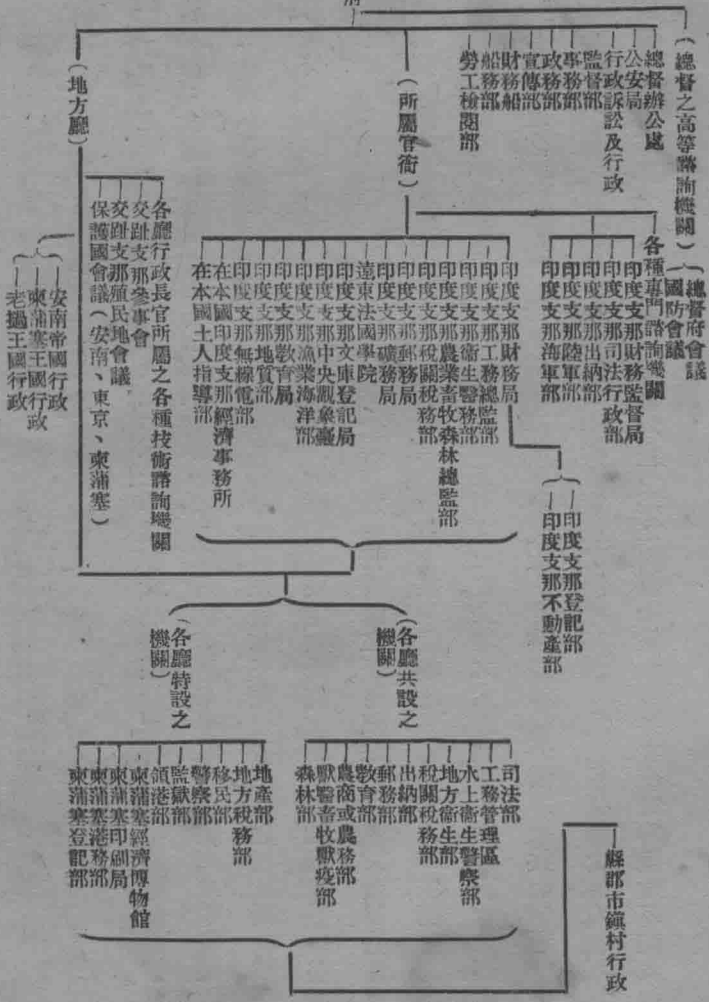 府
（總督之高等諮詢機關）
總督府會議
國防會議
總督辦公處
公安局
行政訴訟及行政
監督部
事務部
政務部
宣傳部
財務船
船務部
勞工檢閱部
（所屬官衙）
（地方廳）
各種專門諮詢機關
印度支那財務監督局
印度支那司法行政部
印度支那出納部
印度支那陸軍部
印度支那海軍部
印度支那財務局
印度支那工務總監部
印度支那衞生醫務部
印度支那農業畜牧森林總監部
印度支那稅關稅務部
印度支那郵務局
印度支那礦務局
遠東法國學院
印度支那文庫登記局
印度支那中央觀象臺
印度支那漁業海洋部
印度支那敎育局
印度支那地質部
印度支那無線電部
在本國印度支那經濟事務所
在本國土人指導部
印度支那登記部
印度支那不動產部
各廳行政長官所屬之各種技術諮詢機關
交趾支那參事會
交趾支那殖民地會議
保護國會議（安南、東京、柬蒲塞）
安南帝國行政
柬蒲塞王國行政
老撾王國行政
（各廳共設之
機關）
（各廳特設之
機關）
司法部
工務管理區
水上衞生警察部
地方衞生部
稅關稅務部
出納部
郵務部
敎育部
農商或農務部
獸醫畜牧獸疫部
森林部
地產部
地方稅務部
移民部
警察部
監獄部
領港部
柬蒲塞經濟博物館
柬蒲塞印刷局
柬蒲塞港務部
柬蒲塞登記部
縣郡市鎭村行政